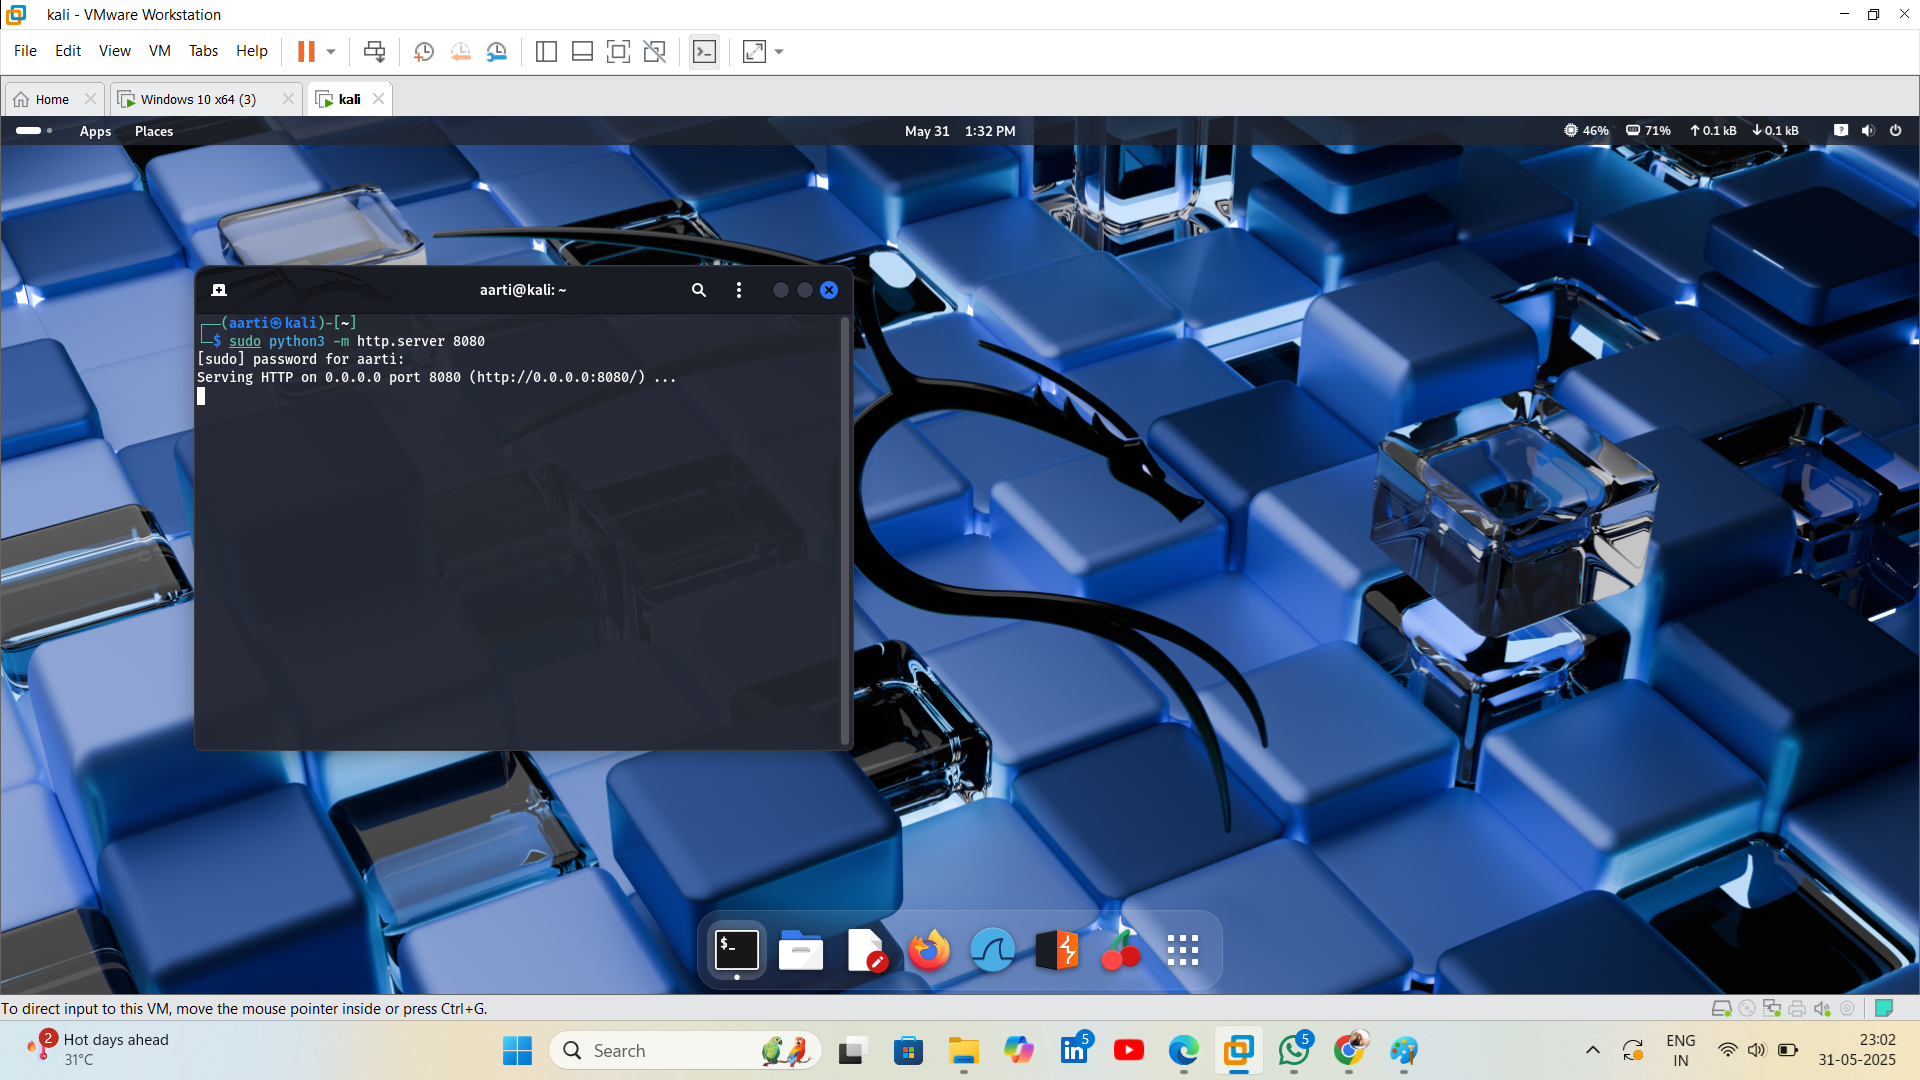 kali - VMware Workstation
File Edit View VM Tabs Help
Home Windows 10 x64 (3) kali
Apps Places May 31 1:32 PM 46% 71% 0.1 kB 0.1 kB
aarti@kali: ~
┌──(aarti㉿kali)-[~]
└─$ sudo python3 -m http.server 8080
[sudo] password for aarti:
Serving HTTP on 0.0.0.0 port 8080 (http://0.0.0.0:8080/) ...
$_
To direct input to this VM, move the mouse pointer inside or press Ctrl+G.
2 Hot days ahead
31°C
Search
5
5
ENG
IN
23:02
31-05-2025